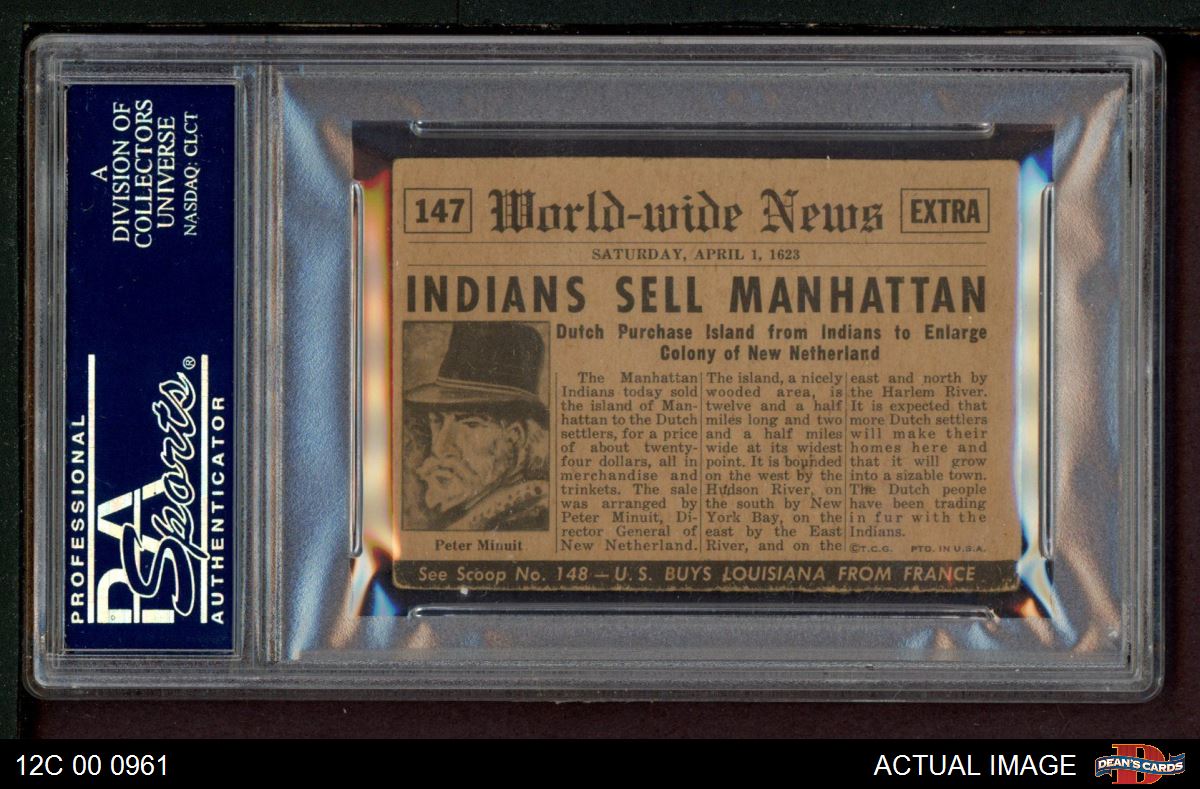 A
DIVISION OF
COLLECTORS
UNIVERSE
NASDAQ: CLCT
PROFESSIONAL
PSA
Sports®
AUTHENTICATOR
147
World-wide News
EXTRA
SATURDAY, APRIL 1, 1623
INDIANS SELL MANHATTAN
Dutch Purchase Island from Indians to Enlarge
Colony of New Netherland
Peter Minuit
The Manhattan
Indians today sold
the island of Man-
hattan to the Dutch
settlers, for a price
of about twenty-
four dollars, all in
merchandise and
trinkets. The sale
was arranged by
Peter Minuit, Di-
rector General of
New Netherland.
The island, a nicely
wooded area, is
twelve and a half
miles long and two
and a half miles
wide at its widest
point. It is bounded
on the west by the
Hudson River, on
the south by New
York Bay, on the
east by the East
River, and on the
east and north by
the Harlem River.
It is expected that
more Dutch settlers
will make their
homes here and
that it will grow
into a sizable town.
The Dutch people
have been trading
in fur with the
Indians.
©T.C.G. PTD. IN U.S.A.
See Scoop No. 148 — U.S. BUYS LOUISIANA FROM FRANCE
12C 00 0961
ACTUAL IMAGE
DEAN'S CARDS